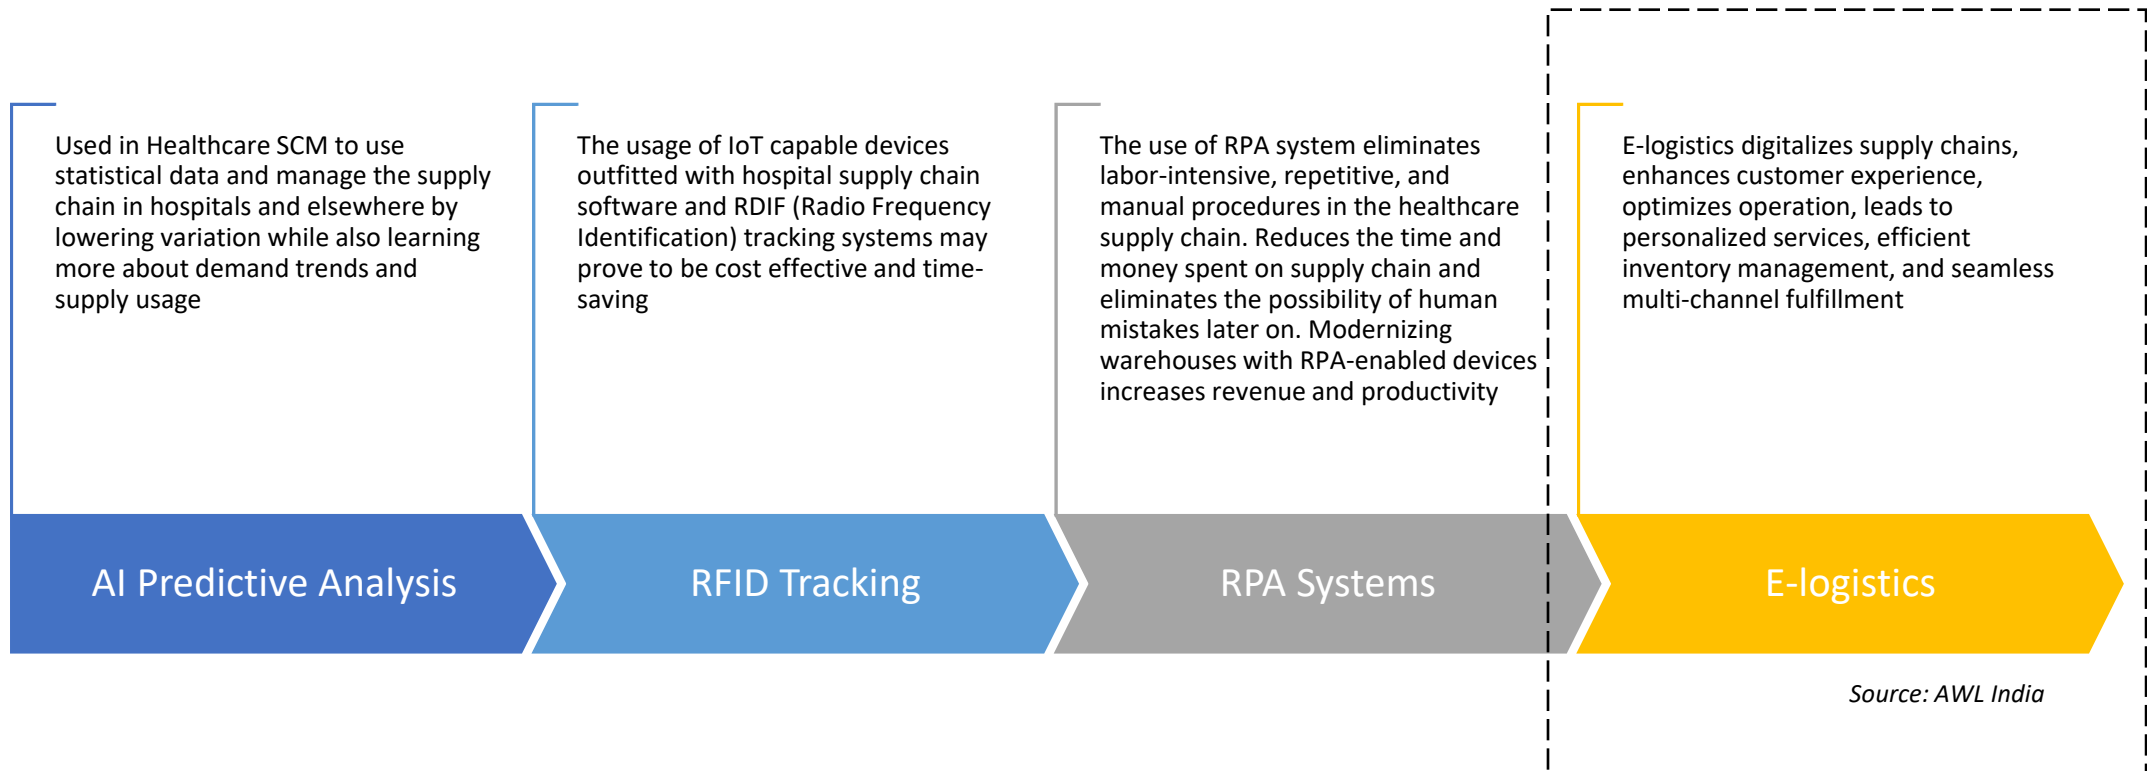 Used in Healthcare SCM to use
statistical data and manage the supply
chain in hospitals and elsewhere by
lowering variation while also learning
more about demand trends and
supply usage
The usage of IoT capable devices
outfitted with hospital supply chain
software and RDIF (Radio Frequency
Identification) tracking systems may
prove to be cost effective and time-
saving
The use of RPA system eliminates
labor-intensive, repetitive, and
manual procedures in the healthcare
supply chain. Reduces the time and
money spent on supply chain and
eliminates the possibility of human
mistakes later on. Modernizing
warehouses with RPA-enabled devices
increases revenue and productivity
E-logistics digitalizes supply chains,
enhances customer experience,
optimizes operation, leads to
personalized services, efficient
inventory management, and seamless
multi-channel fulfillment
AI Predictive Analysis
RFID Tracking
RPA Systems
E-logistics
Source: AWL India